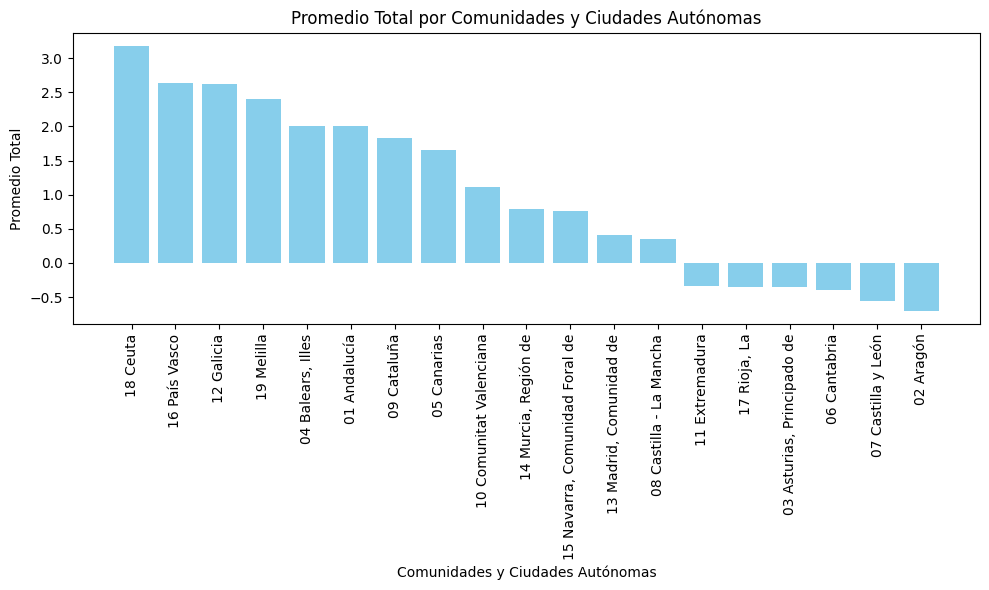 Promedio Total por Comunidades y Ciudades Autónomas
Promedio Total
3.0
2.5
2.0
1.5
1.0
0.5
0.0
−0.5
18 Ceuta
16 País Vasco
12 Galicia
19 Melilla
04 Balears, Illes
01 Andalucía
09 Cataluña
05 Canarias
10 Comunitat Valenciana
14 Murcia, Región de
15 Navarra, Comunidad Foral de
13 Madrid, Comunidad de
08 Castilla - La Mancha
11 Extremadura
17 Rioja, La
03 Asturias, Principado de
06 Cantabria
07 Castilla y León
02 Aragón
Comunidades y Ciudades Autónomas